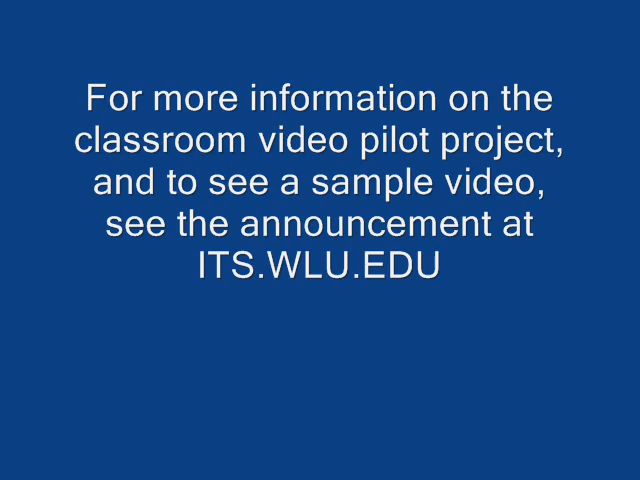 For more information on the
classroom video pilot project,
and to see a sample video,
see the announcement at
ITS.WLU.EDU